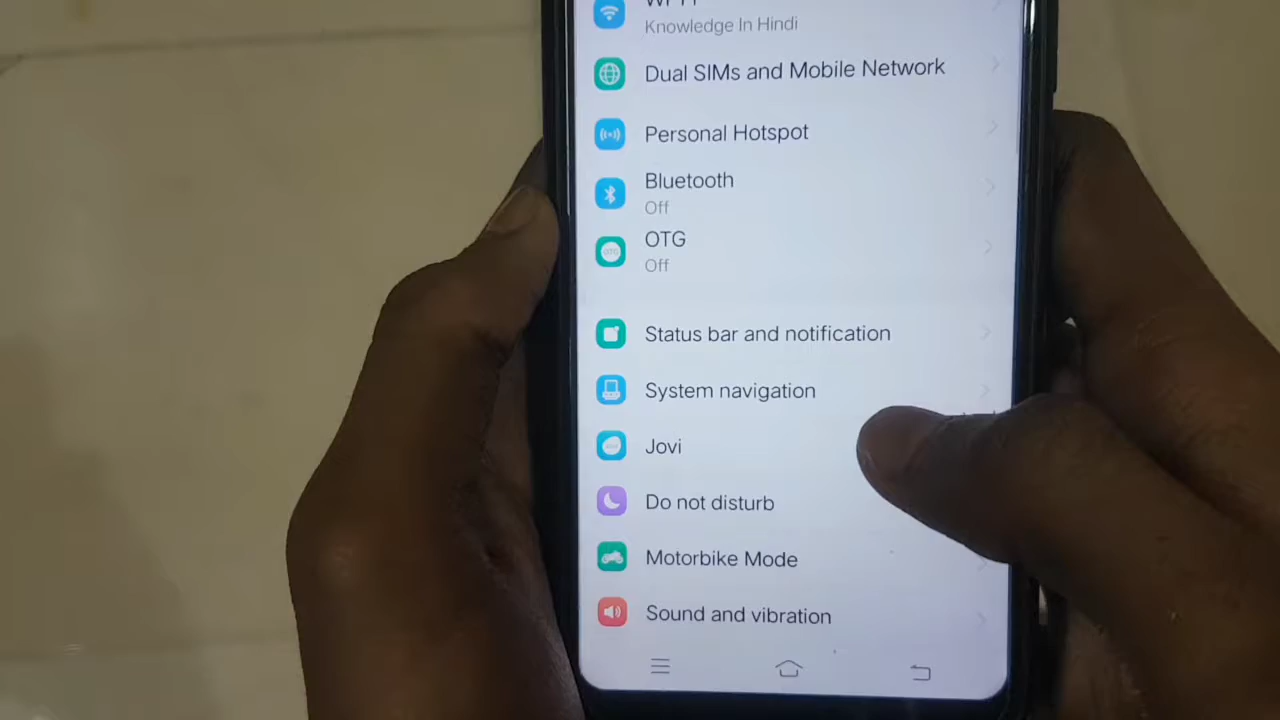 Knowledge In Hindi
Dual SIMs and Mobile Network
Personal Hotspot
Bluetooth
Off
OTG
Off
Status bar and notification
System navigation
Jovi
Do not disturb
Motorbike Mode
Sound and vibration